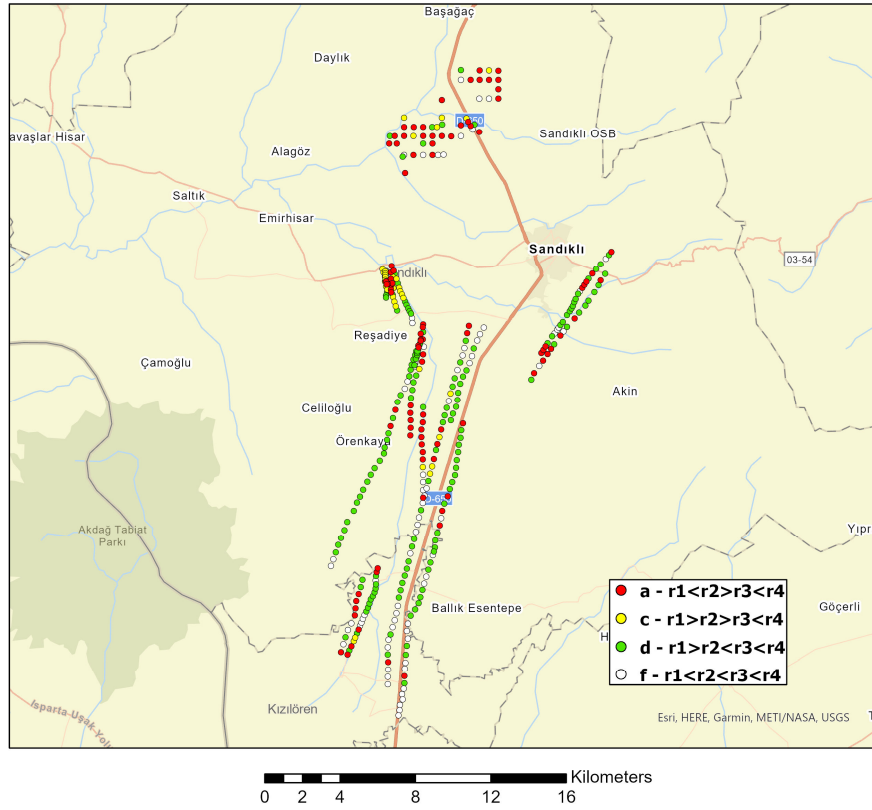 Başağaç
Daylık
avaşlar Hisar
Sandıklı OSB
Alagöz
Saltık
Emirhisar
Sandıklı
03-54
ndıklı
Reşadiye
Çamoğlu
Akin
Celiloğlu
Örenkaya
D-65
Akdağ Tabiat
Parkı
Yıpr
a - r1<r2>r3<r4
c - r1>r2>r3<r4
d - r1>r2<r3<r4
f - r1<r2<r3<r4
Ballık Esentepe
Göçerli
H
Kızılören
Isparta Uşak Yolu
Esri, HERE, Garmin, METI/NASA, USGS
T
Kilometers
0 2 4 8 12 16